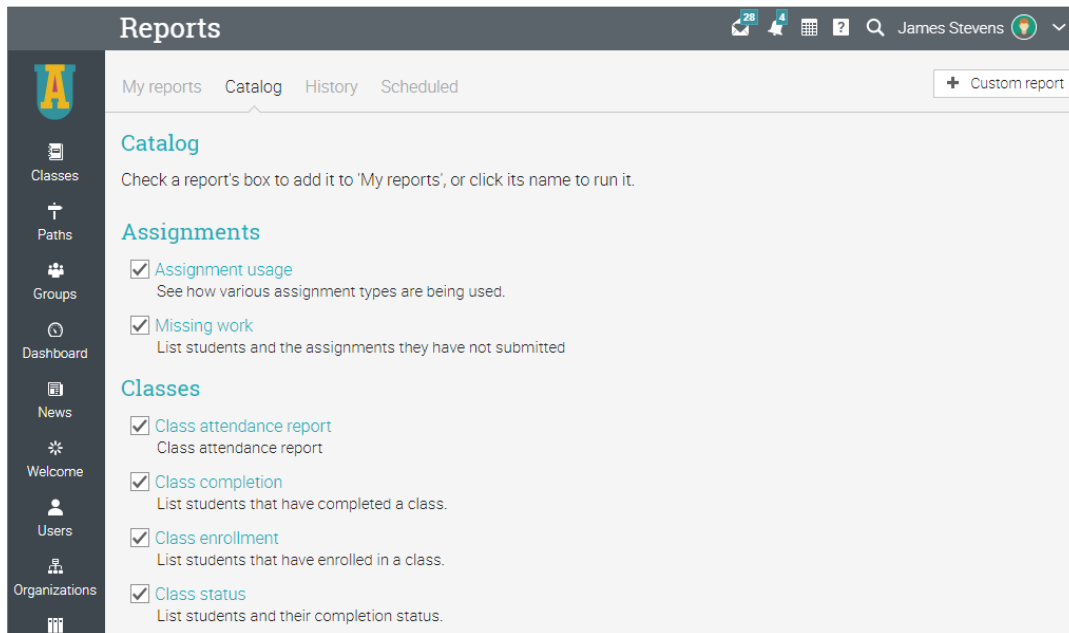 Reports
28
4
?
James Stevens
A
My reports
Catalog
History
Scheduled
+ Custom report
Classes
Paths
Groups
Dashboard
News
Welcome
Users
Organizations
Catalog
Check a report's box to add it to 'My reports', or click its name to run it.
Assignments
Assignment usage
See how various assignment types are being used.
Missing work
List students and the assignments they have not submitted
Classes
Class attendance report
Class attendance report
Class completion
List students that have completed a class.
Class enrollment
List students that have enrolled in a class.
Class status
List students and their completion status.